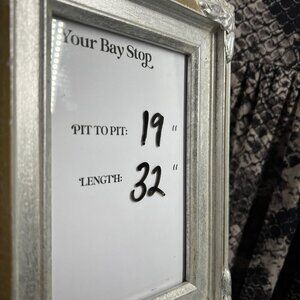 Your Bay Stop
PIT TO PIT: 19 "
LENGTH: 32 "